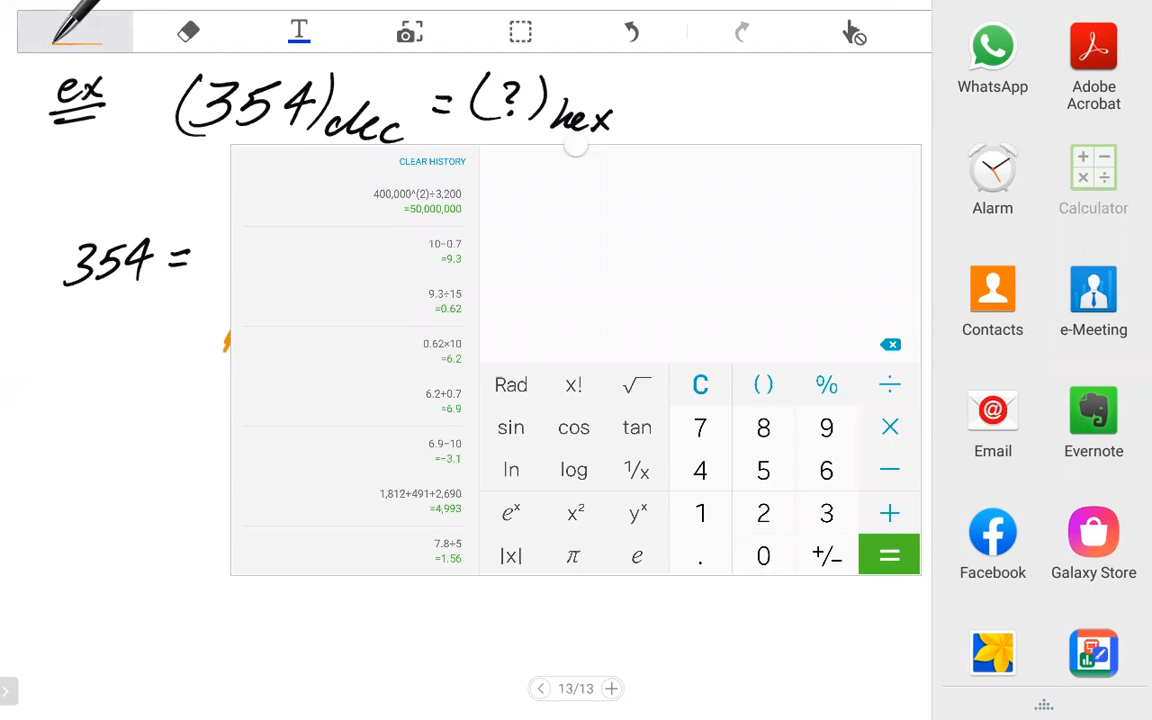 T
ex (354)dec = (?)hex
354 =
CLEAR HISTORY
400,000^(2)÷3,200
=50,000,000
10−0.7
=9.3
9.3÷15
=0.62
0.62×10
=6.2
6.2+0.7
=6.9
6.9−10
=−3.1
1,812+491+2,690
=4,993
7.8÷5
=1.56
Rad x! √ C () % ÷
sin cos tan 7 8 9 ×
ln log 1/x 4 5 6 −
eˣ x² yˣ 1 2 3 +
|x| π e . 0 +/− =
WhatsApp
Adobe
Acrobat
Alarm
Calculator
Contacts
e-Meeting
Email
Evernote
Facebook
Galaxy Store
13/13